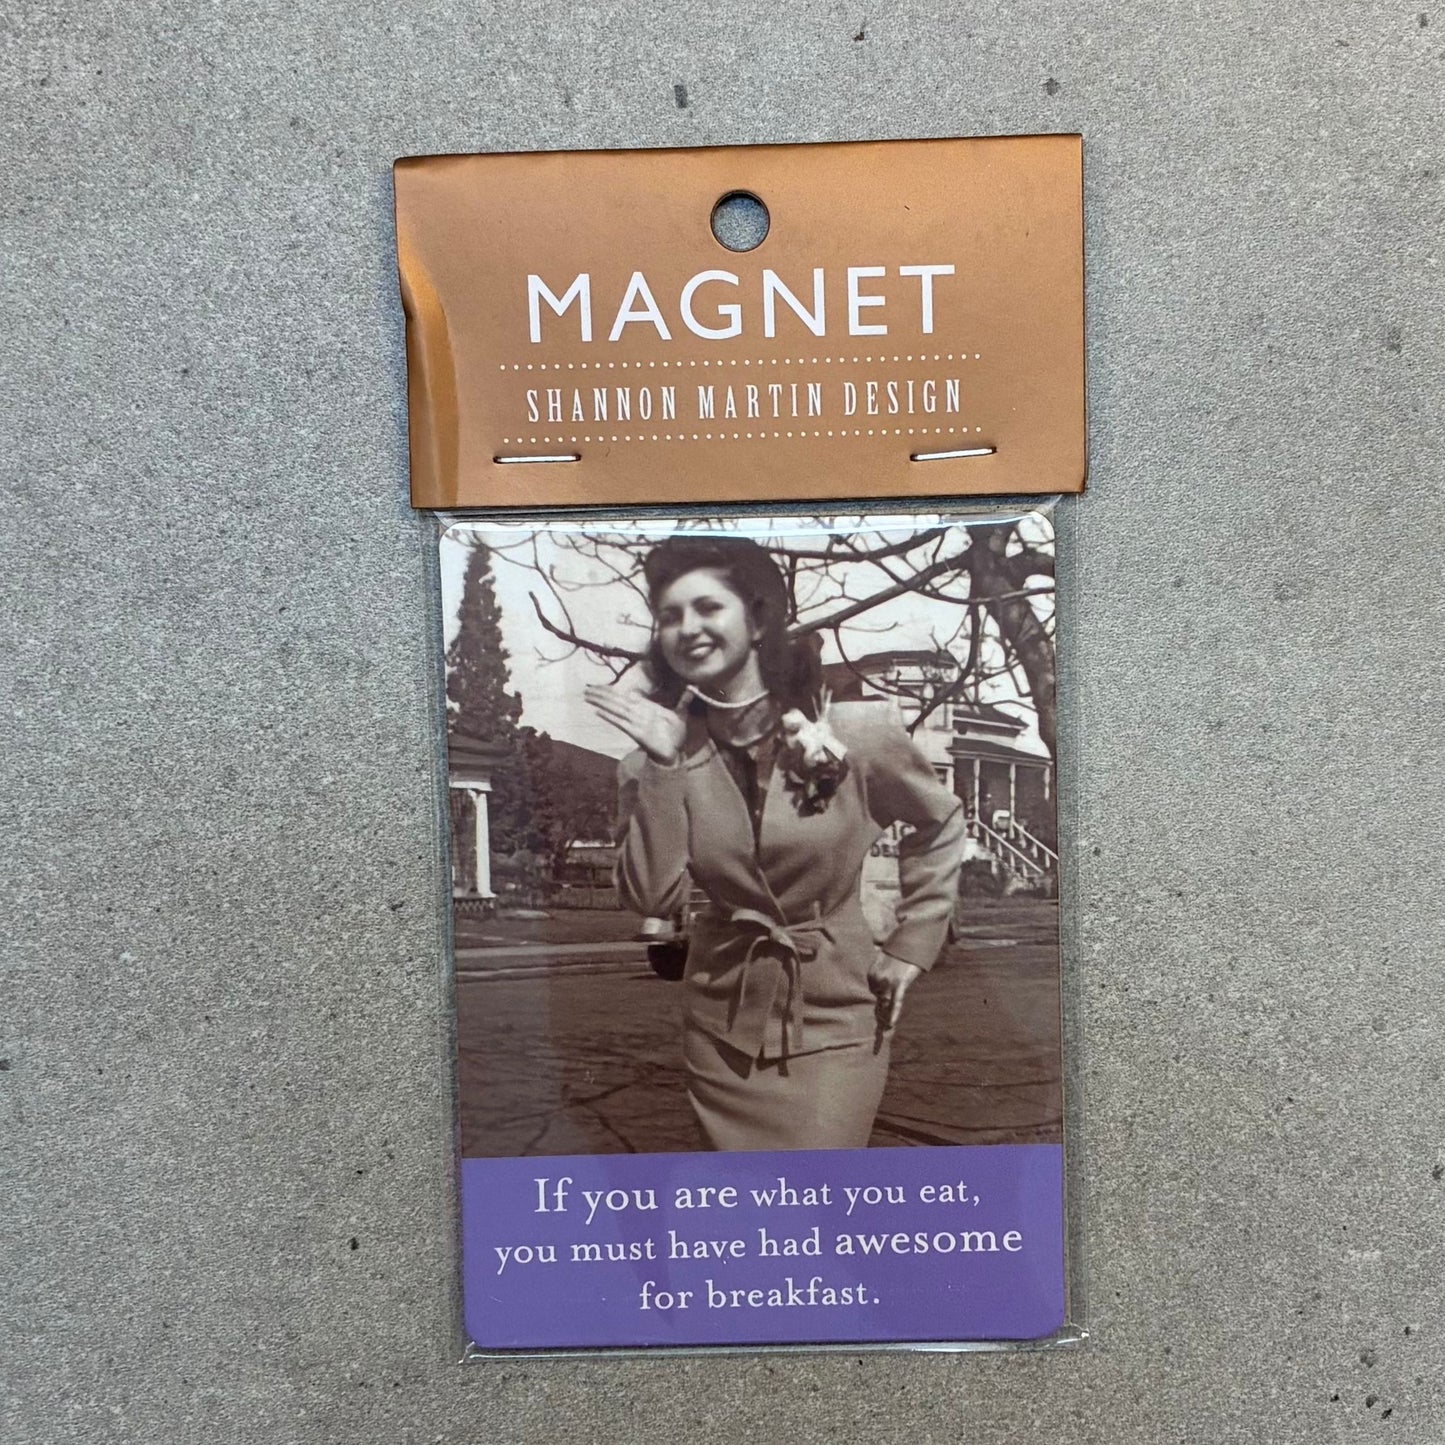 MAGNET
SHANNON MARTIN DESIGN
If you are what you eat,
you must have had awesome
for breakfast.